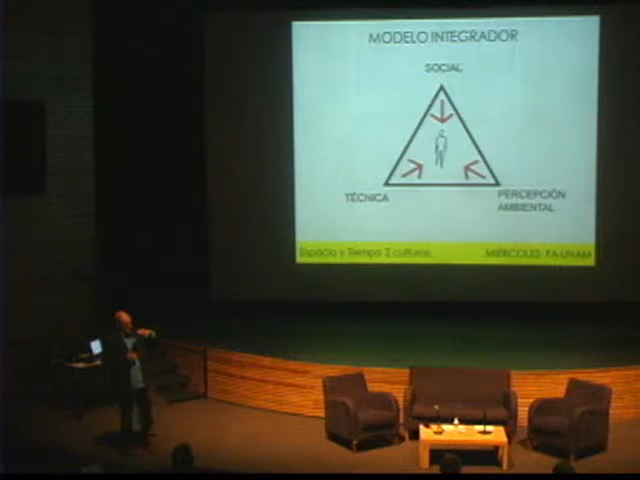 MODELO INTEGRADOR
SOCIAL
TÉCNICA
PERCEPCIÓN
AMBIENTAL
Espacio y Tiempo 2 culturas... ...MIÉRCOLES FA-UNAM